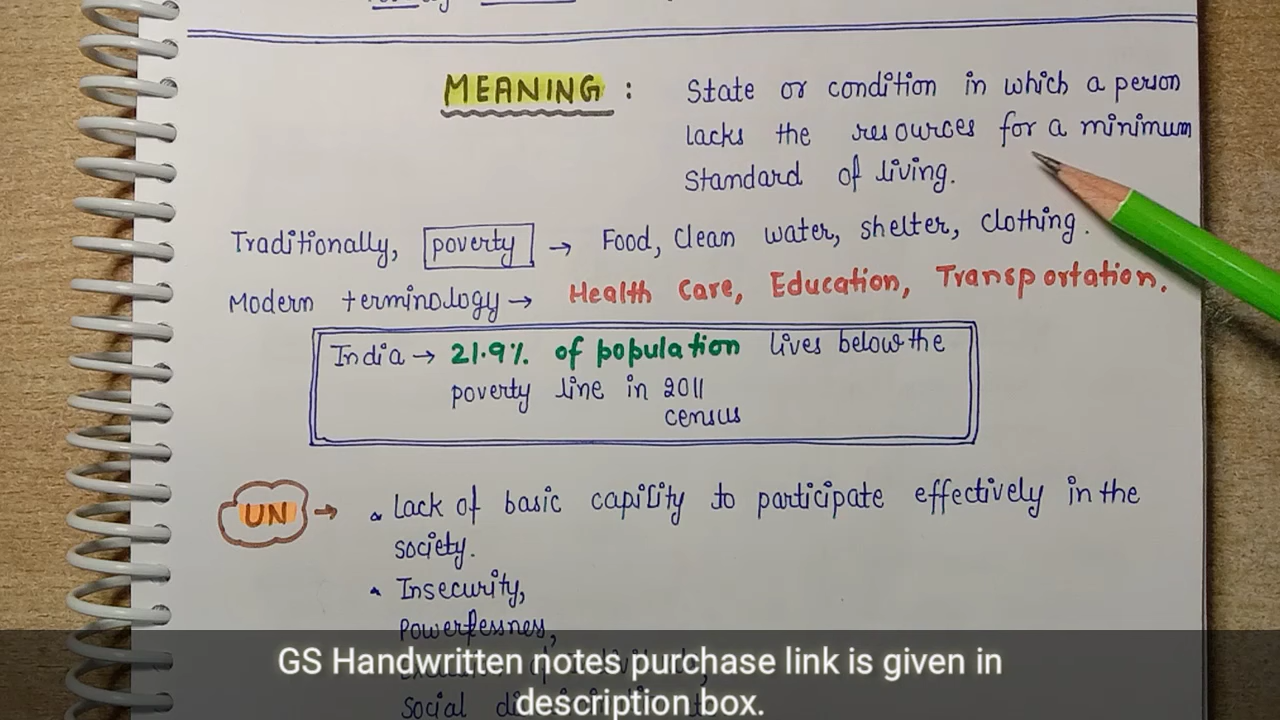 MEANING : State or condition in which a person
lacks the resources for a minimum
standard of living.
Traditionally, poverty → Food, Clean water, shelter, clothing.
Modern terminology → Health Care, Education, Transportation.
India → 21.9% of population lives below the
poverty line in 2011
census
UN → Lack of basic capility to participate effectively in the
society.
Insecurity,
Powerlessness,
Social
GS Handwritten notes purchase link is given in
description box.